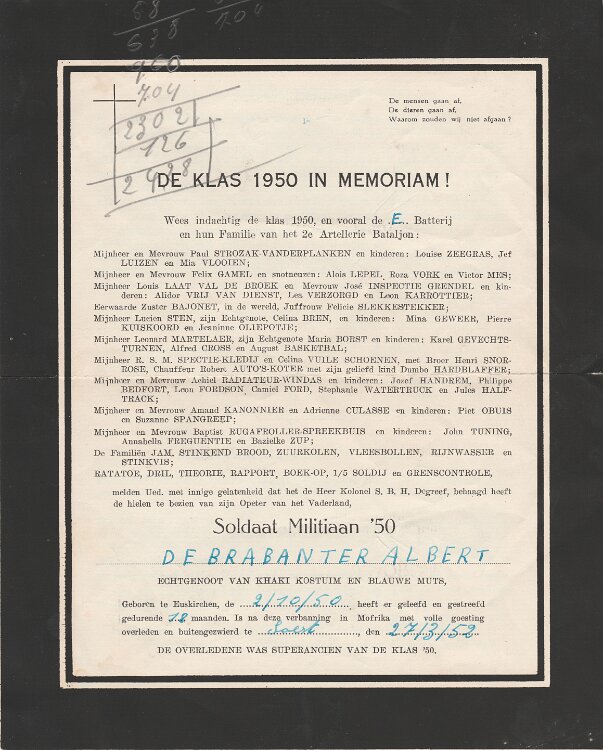 58
638
704
960
704
2302
126
2428
De mensen gaan af,
De dieren gaan af,
Waarom zouden wij niet afgaan ?
DE KLAS 1950 IN MEMORIAM !
Wees indachtig de klas 1950, en vooral de E. Batterij
en hun Familie van het 2e Artellerie Bataljon :
Mijnheer en Mevrouw Paul STROZAK-VANDERPLANKEN en kinderen : Louise ZEEGRAS, Jef
LUIZEN en Mia VLOOIEN;
Mijnheer en Mevrouw Felix GAMEL en snotneuzen : Alois LEPEL, Roza VORK en Victor MES;
Mijnheer Louis LAAT VAL DE BROEK en Mevrouw José INSPECTIE GRENDEL en kin-
deren: Alidor VRIJ VAN DIENST, Les VERZORGD en Leon KARROTTIER;
Eerwaarde Zuster BAJONET, in de wereld, Juffrouw Felicie SLEKKESTEKKER;
Mijnheer Lucien STEN, zijn Echtgenote, Celina BREN, en kinderen : Mina GEWEER, Pierre
KUISKOORD en Jeaninne OLIEPOTJE;
Mijnheer Leonard MARTELAER, zijn Echtgenote Maria BORST en kinderen : Karel GEVECHTS-
TURNEN, Alfred CROSS en August BASKETBAL;
Mijnheer R. S. M. SPECTIE-KLEDIJ en Celina VUILE SCHOENEN, met Broer Henri SNOR-
ROSE, Chauffeur Robert AUTO'S-KOTER met zijn geliefd kind Dumbo HARDBLAFFER;
Mijnheer en Mevrouw Achiel RADIATEUR-WINDAS en kinderen : Jozef HANDREM, Philippe
BEDFORT, Leon FORDSON, Camiel FORD, Stephanie WATERTRUCK en Jules HALF-
TRACK;
Mijnheer en Mevrouw Amand KANONNIER en Adrienne CULASSE en kinderen : Piet OBUIS
en Suzanne SPANGREEP;
Mijnheer en Mevrouw Baptist RUGAFROLLER-SPREEKBUIS en kinderen : John TUNING,
Annabella FREGUENTIE en Bazielke ZUP;
De Familiën JAM, STINKEND BROOD, ZUURKOLEN, VLEESBOLLEN, RIJNWASSER en
STINKVIS;
RATATOE, DRIL, THEORIE, RAPPORT, BOEK-OP, 1/5 SOLDIJ en GRENSCONTROLE,
melden Ued. met innige gelatenheid dat het de Heer Kolonel S. B. H. Degreef, behaagd heeft
de hielen te bezien van zijn Opeter van het Vaderland,
Soldaat Militiaan '50
DE BRABANTER ALBERT
ECHTGENOOT VAN KHAKI KOSTUIM EN BLAUWE MUTS,
Geboren te Euskirchen, de 2/10/50 heeft er geleefd en gestreefd
gedurende 18 maanden. Is na deze verbanning in Mofrika met volle goesting
overleden en buitengezwierd te Soest, den 27/3/52
DE OVERLEDENE WAS SUPERANCIEN VAN DE KLAS '50.